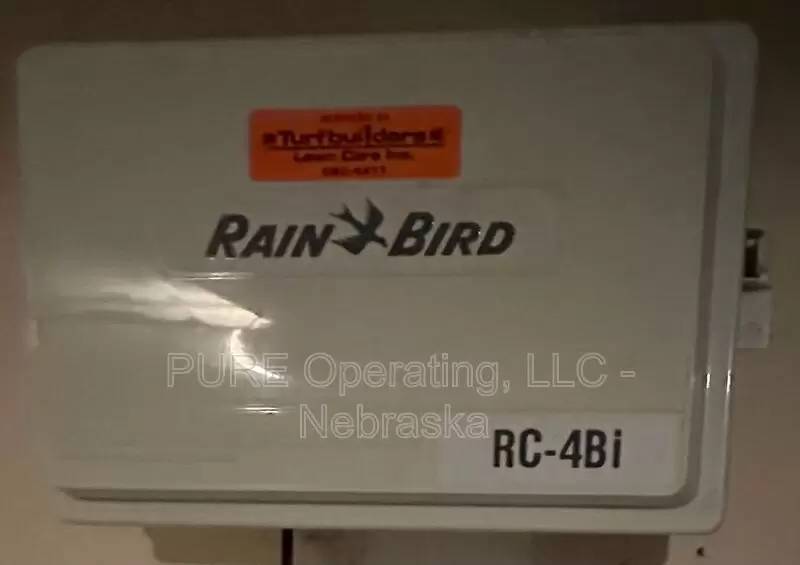 Turfbuilders
Lawn Care Inc.
RAIN BIRD
PURE Operating, LLC -
Nebraska
RC-4Bi